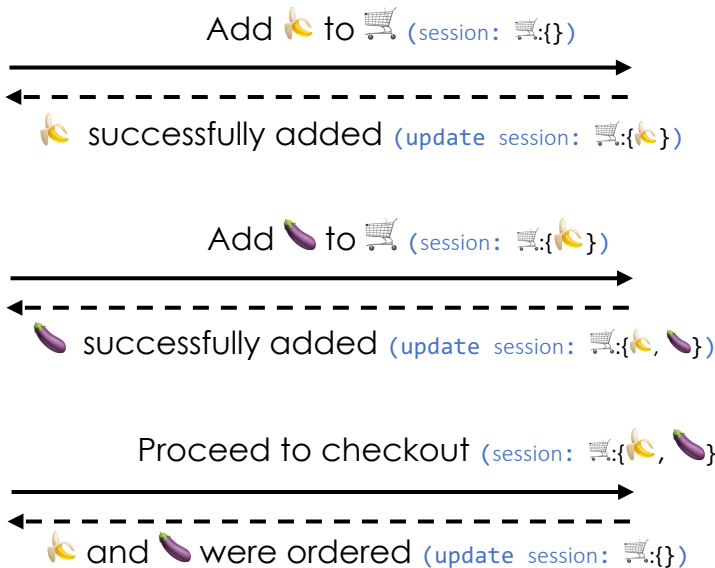 Add 🍌 to 🛒 (session: 🛒:{})
🍌 successfully added (update session: 🛒:{🍌})
Add 🍆 to 🛒 (session: 🛒:{🍌})
🍆 successfully added (update session: 🛒:{🍌, 🍆})
Proceed to checkout (session: 🛒:{🍌, 🍆}
🍌 and 🍆 were ordered (update session: 🛒:{})